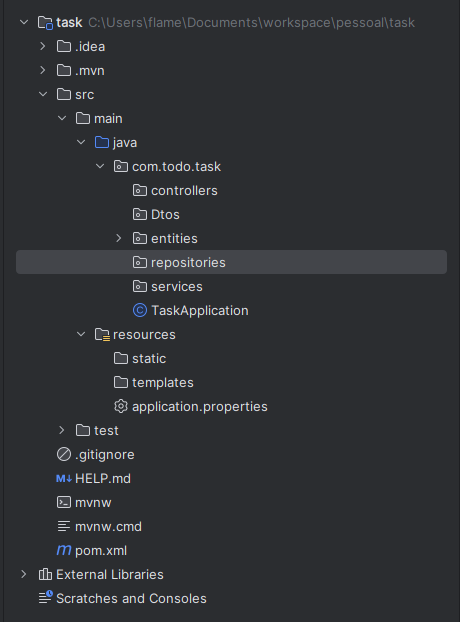 task C:\Users\flame\Documents\workspace\pessoal\task
.idea
.mvn
src
main
java
com.todo.task
controllers
Dtos
entities
repositories
services
C TaskApplication
resources
static
templates
application.properties
test
.gitignore
M↓ HELP.md
mvnw
mvnw.cmd
m pom.xml
External Libraries
Scratches and Consoles